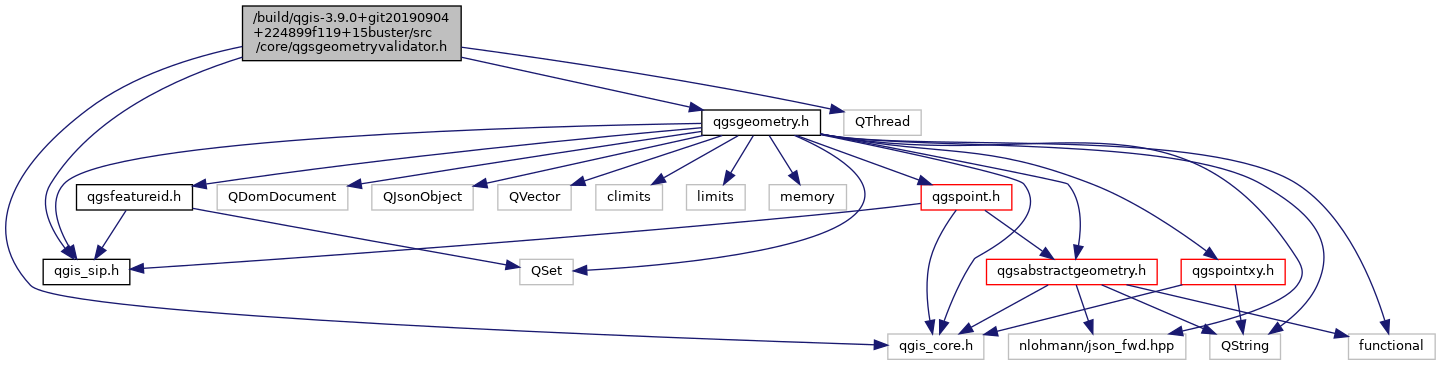 /build/qgis-3.9.0+git20190904
+224899f119+15buster/src
/core/qgsgeometryvalidator.h
qgsgeometry.h
QThread
qgsfeatureid.h
QDomDocument
QJsonObject
QVector
climits
limits
memory
qgspoint.h
qgis_sip.h
QSet
qgsabstractgeometry.h
qgspointxy.h
qgis_core.h
nlohmann/json_fwd.hpp
QString
functional